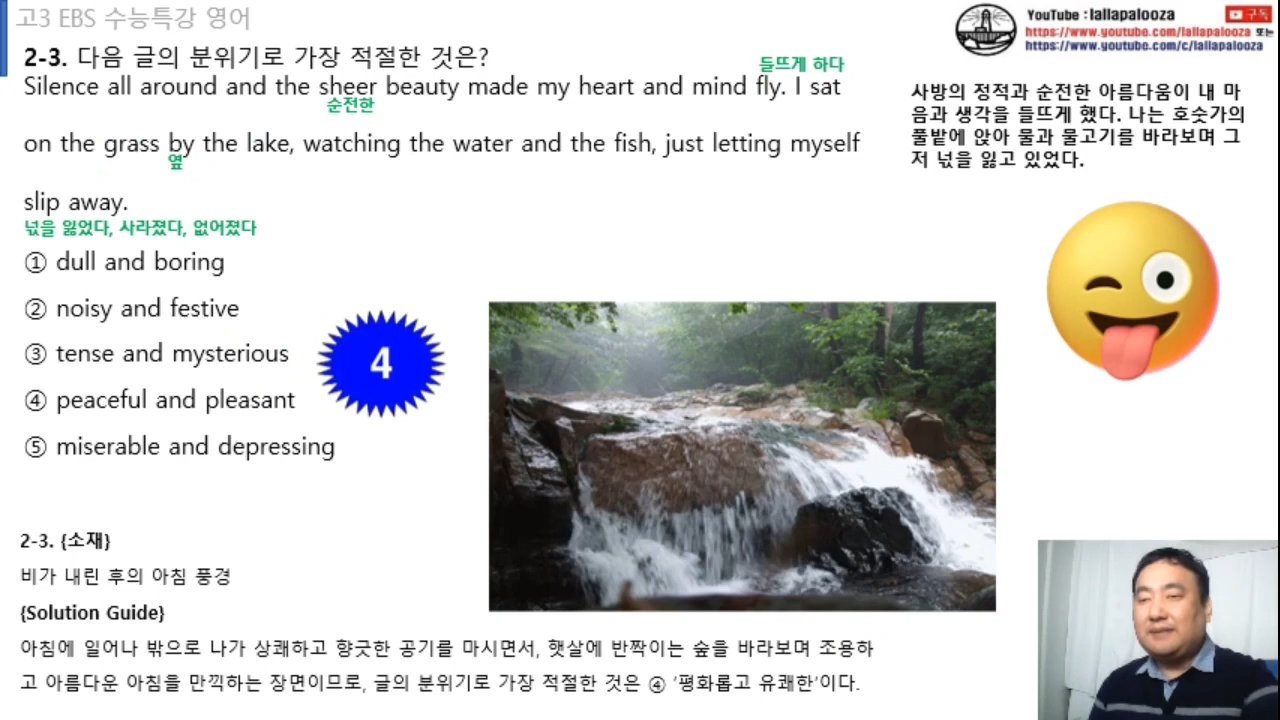 고3 EBS 수능특강 영어
YouTube : lallapalooza
구독
https://www.youtube.com/lallapalooza 또는
https://www.youtube.com/c/lallapalooza
2-3. 다음 글의 분위기로 가장 적절한 것은?
들뜨게 하다
Silence all around and the sheer beauty made my heart and mind fly. I sat
순전한
on the grass by the lake, watching the water and the fish, just letting myself
옆
slip away.
넋을 잃었다, 사라졌다, 없어졌다
① dull and boring
② noisy and festive
③ tense and mysterious
④ peaceful and pleasant
⑤ miserable and depressing
4
사방의 정적과 순전한 아름다움이 내 마
음과 생각을 들뜨게 했다. 나는 호숫가의
풀밭에 앉아 물과 물고기를 바라보며 그
저 넋을 잃고 있었다.
2-3. {소재}
비가 내린 후의 아침 풍경
{Solution Guide}
아침에 일어나 밖으로 나가 상쾌하고 향긋한 공기를 마시면서, 햇살에 반짝이는 숲을 바라보며 조용하
고 아름다운 아침을 만끽하는 장면이므로, 글의 분위기로 가장 적절한 것은 ④ ‘평화롭고 유쾌한’이다.